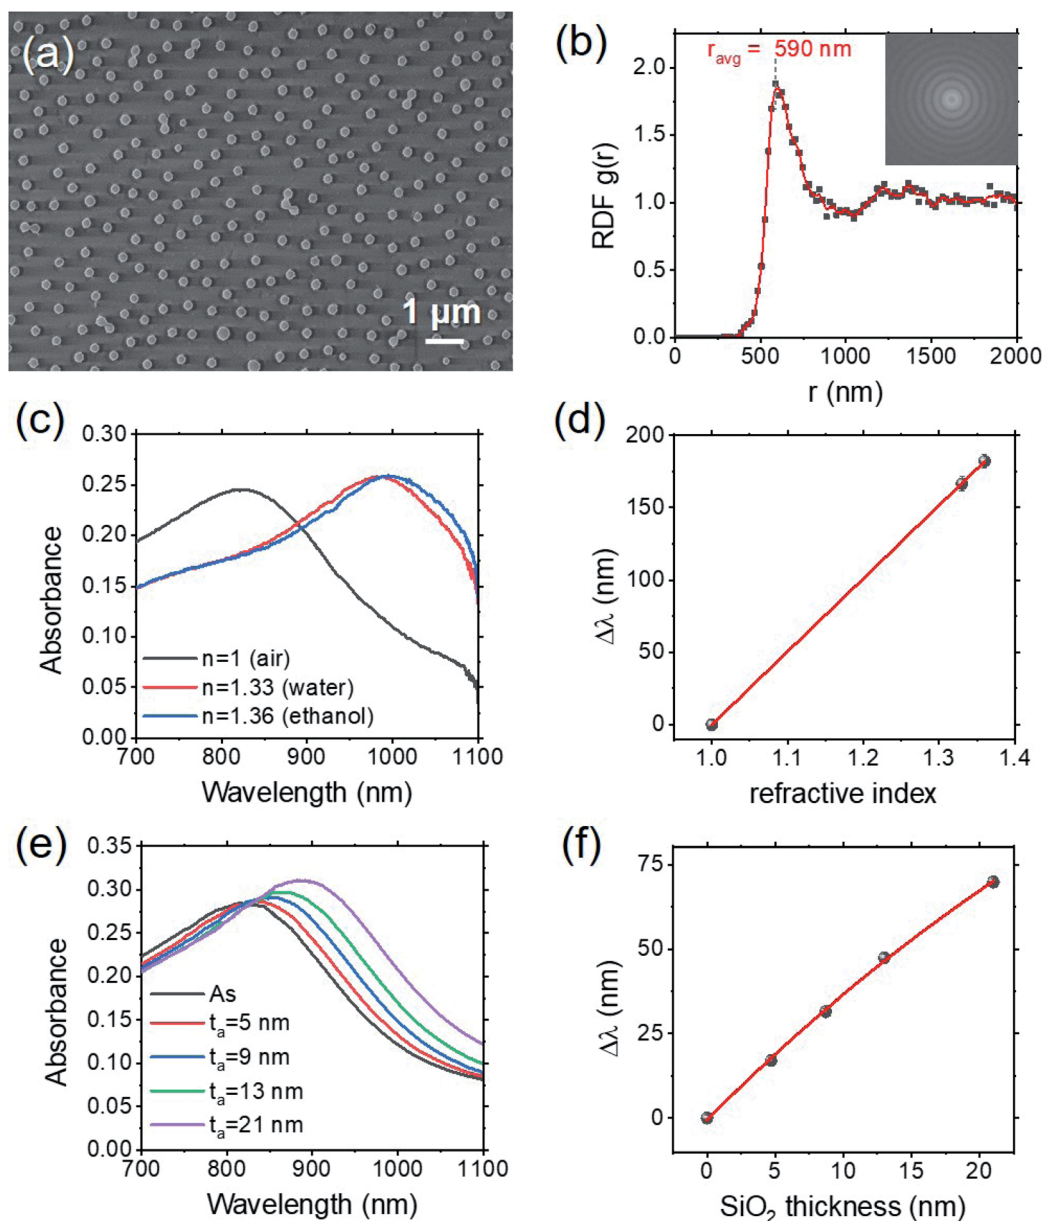 (a)
1 μm
(b)
r_avg = 590 nm
2.0
1.5
1.0
0.5
0.0
RDF g(r)
0 500 1000 1500 2000
r (nm)
(c)
0.30
0.25
0.20
0.15
0.10
0.05
0.00
Absorbance
n=1 (air)
n=1.33 (water)
n=1.36 (ethanol)
700 800 900 1000 1100
Wavelength (nm)
(d)
200
150
100
50
0
Δλ (nm)
1.0 1.1 1.2 1.3 1.4
refractive index
(e)
0.35
0.30
0.25
0.20
0.15
0.10
0.05
0.00
Absorbance
As
t_a=5 nm
t_a=9 nm
t_a=13 nm
t_a=21 nm
700 800 900 1000 1100
Wavelength (nm)
(f)
75
50
25
0
Δλ (nm)
0 5 10 15 20
SiO₂ thickness (nm)